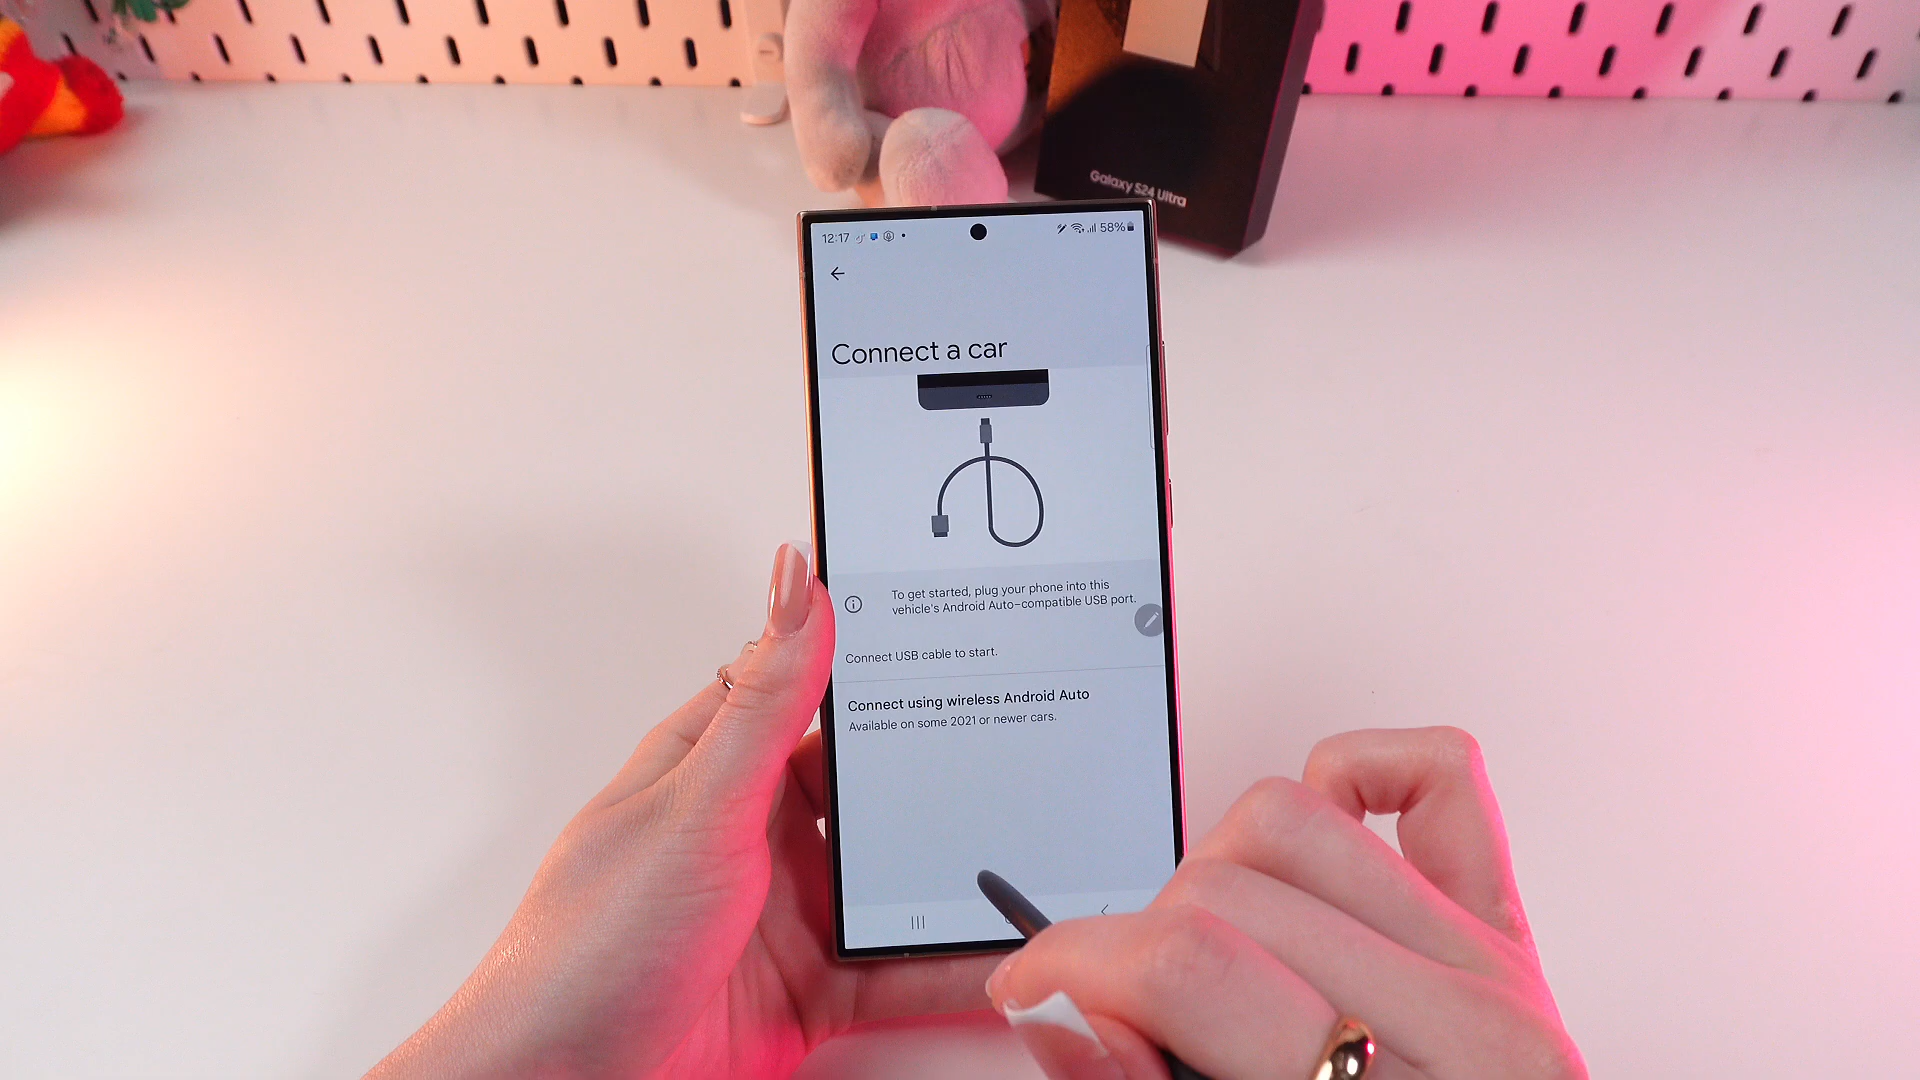 Galaxy S24 Ultra
12:17
58%
Connect a car
To get started, plug your phone into this
vehicle's Android Auto-compatible USB port.
Connect USB cable to start.
Connect using wireless Android Auto
Available on some 2021 or newer cars.